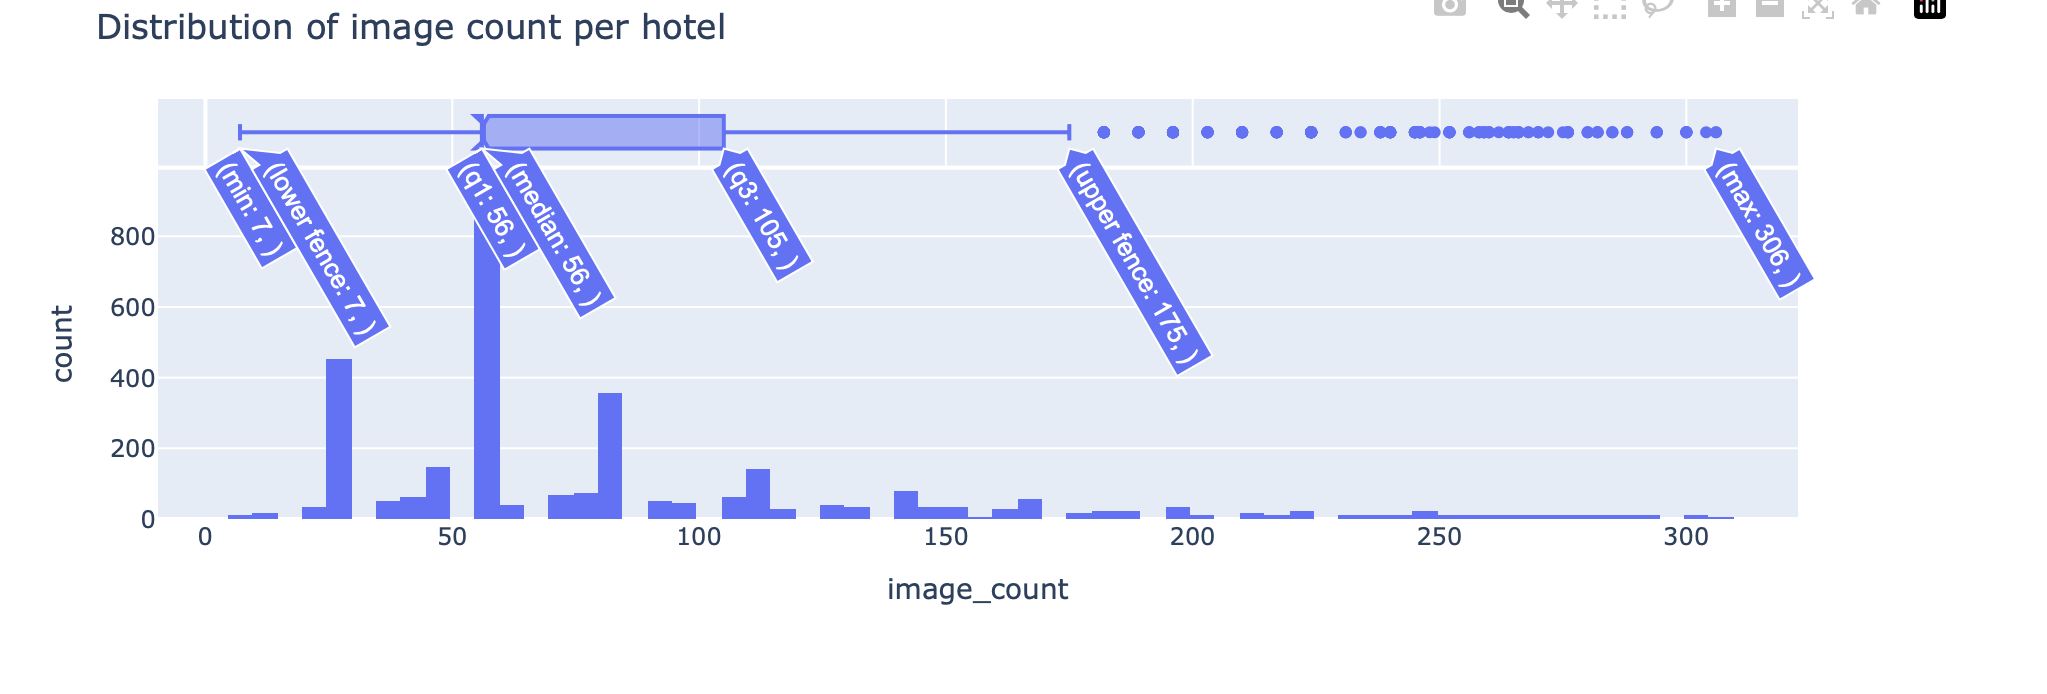 Distribution of image count per hotel
(min: 7, )
(lower fence: 7, )
(q1: 56, )
(median: 56, )
(q3: 105, )
(upper fence: 175, )
(max: 306, )
800
600
400
200
0
count
0 50 100 150 200 250 300
image_count